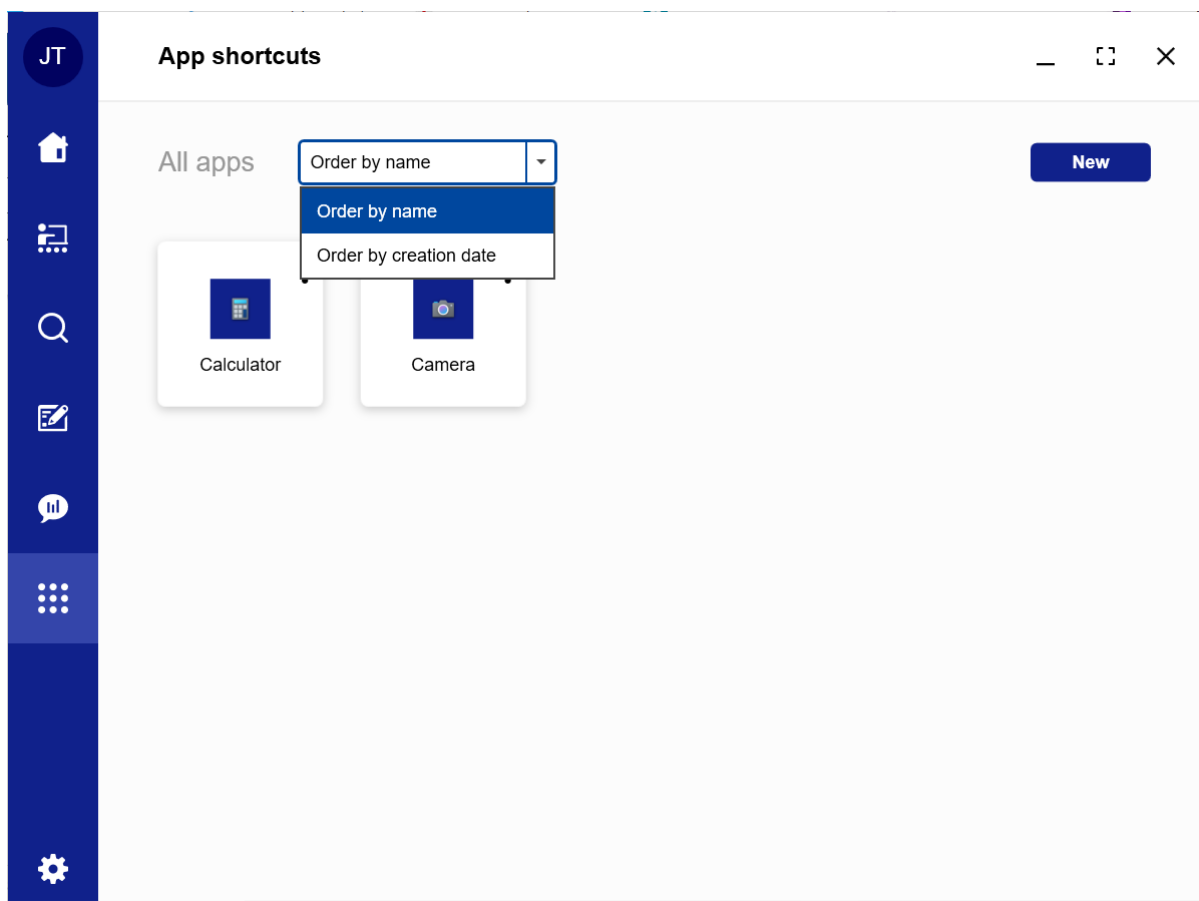 JT
App shortcuts
All apps
Order by name
New
Order by name
Order by creation date
Calculator
Camera